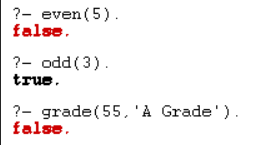 ?- even(5).
false.
?- odd(3).
true.
?- grade(55,'A Grade').
false.